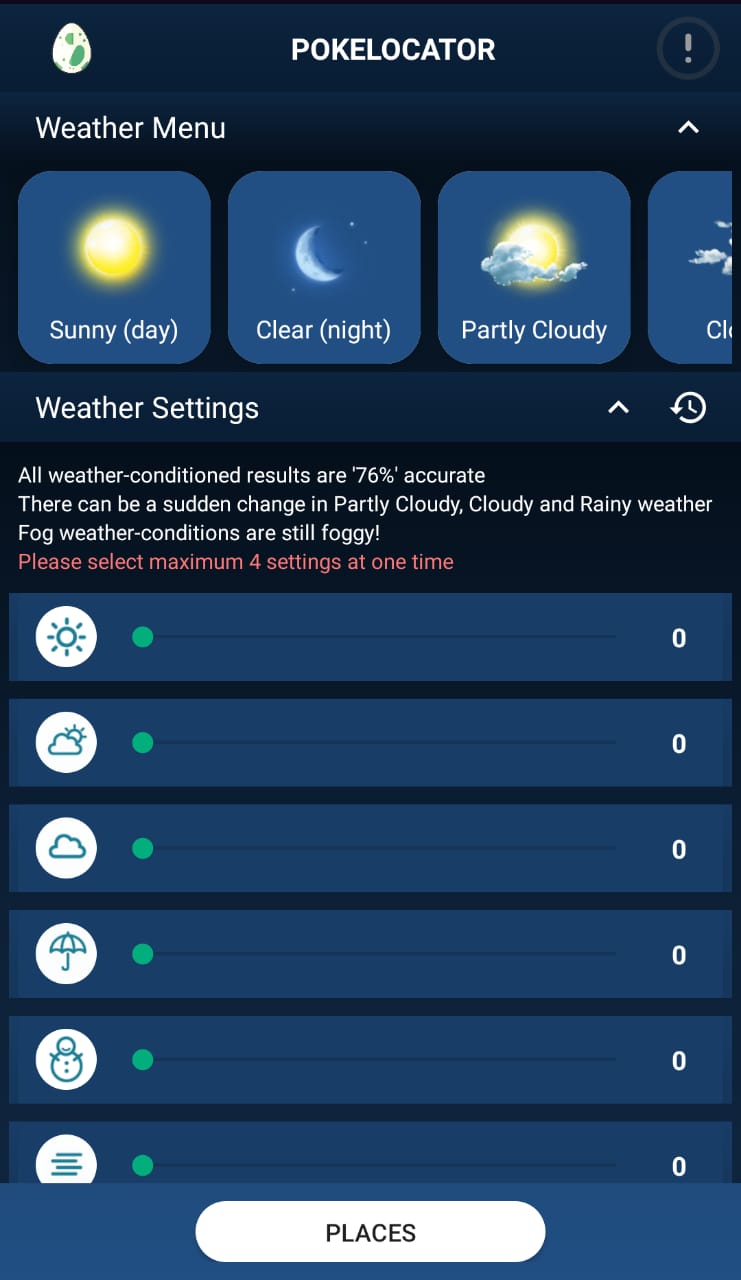 POKELOCATOR
Weather Menu
Sunny (day)
Clear (night)
Partly Cloudy
Weather Settings
All weather-conditioned results are '76%' accurate
There can be a sudden change in Partly Cloudy, Cloudy and Rainy weather
Fog weather-conditions are still foggy!
Please select maximum 4 settings at one time
0
0
0
0
0
0
PLACES